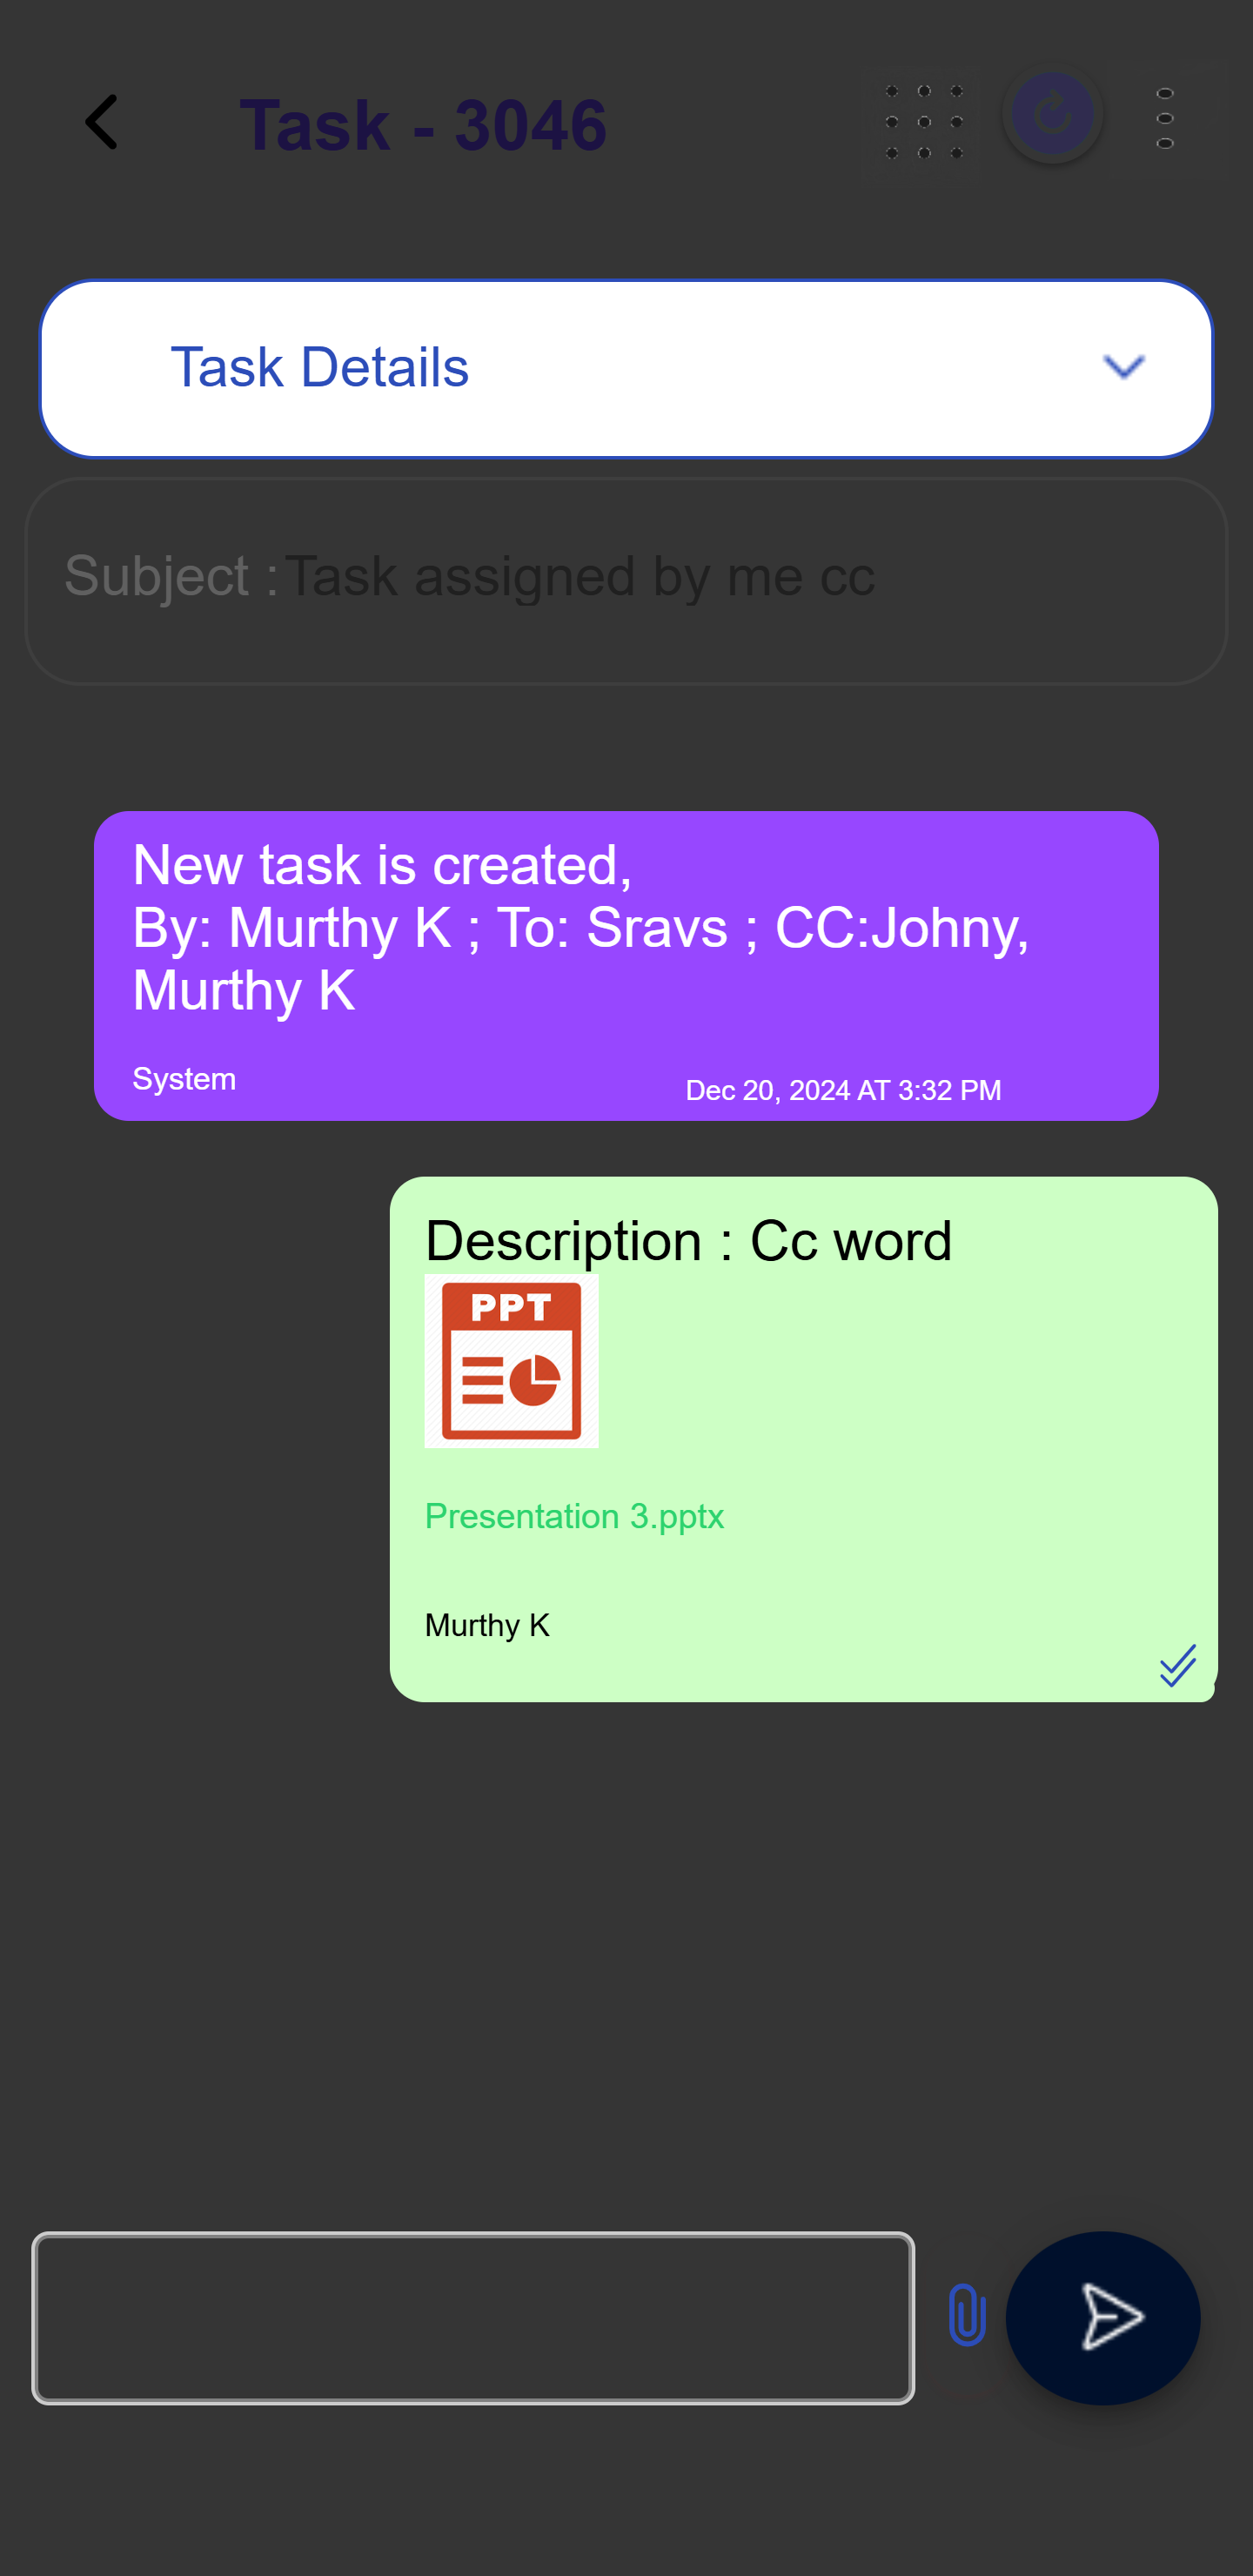 Task - 3046
Task Details
Subject : Task assigned by me cc
New task is created,
By: Murthy K ; To: Sravs ; CC:Johny,
Murthy K
System
Dec 20, 2024 AT 3:32 PM
Description : Cc word
PPT
Presentation 3.pptx
Murthy K